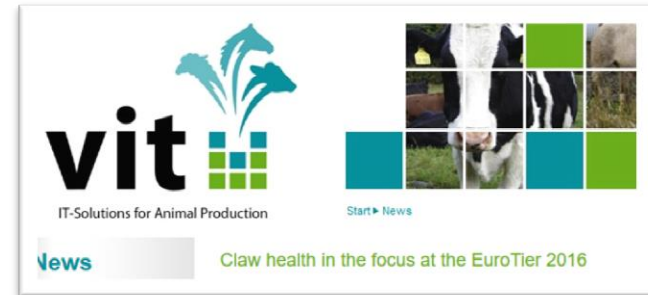 vit
IT-Solutions for Animal Production
Start ▶ News
News
Claw health in the focus at the EuroTier 2016